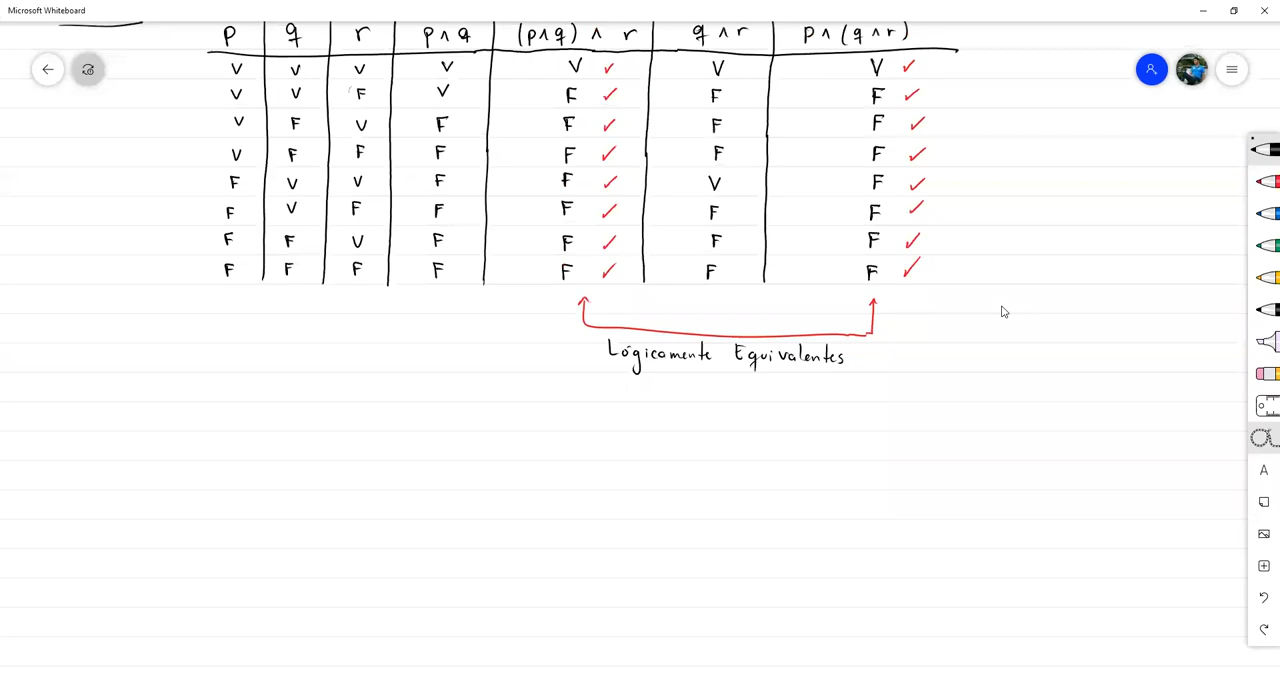 Microsoft Whiteboard
p q r p ∧ q (p∧q) ∧ r q ∧ r p ∧ (q ∧ r)
V V V V V ✓ V V ✓
V V F V F ✓ F F ✓
V F V F F ✓ F F ✓
V F F F F ✓ F F ✓
F V V F F ✓ V F ✓
F V F F F ✓ F F ✓
F F V F F ✓ F F ✓
F F F F F ✓ F F ✓
Lógicamente Equivalentes
A